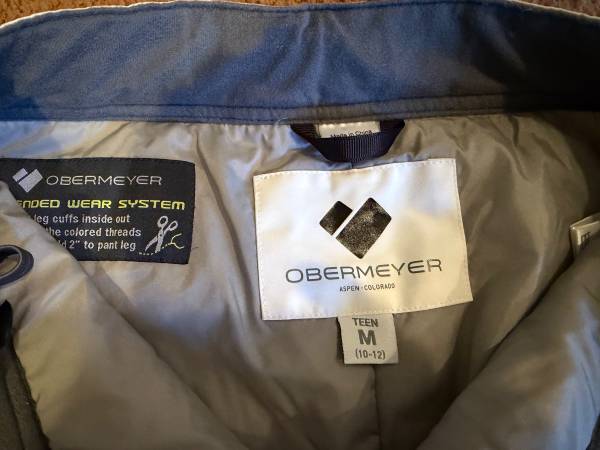 Made in China
OBERMEYER
ENDED WEAR SYSTEM
leg cuffs inside out
the colored threads
2" to pant leg
OBERMEYER
ASPEN • COLORADO
TEEN
M
(10-12)